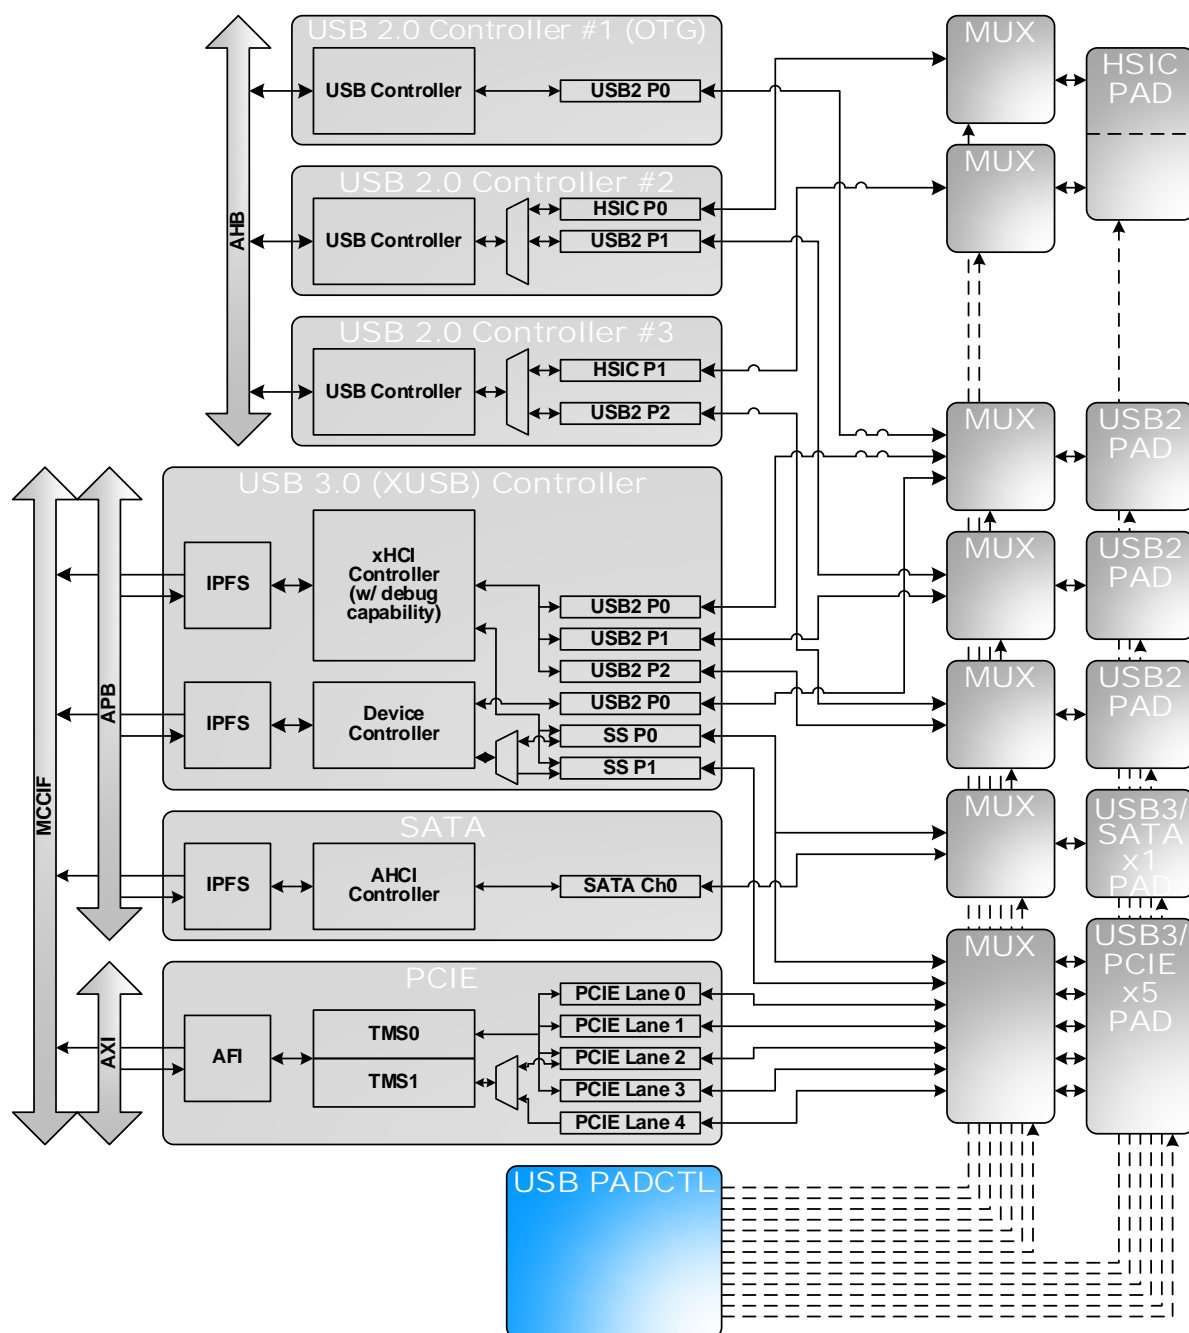 USB 2.0 Controller #1 (OTG)
USB Controller
USB2 P0
MUX
HSIC
PAD
MUX
AHB
USB 2.0 Controller #2
USB Controller
HSIC P0
USB2 P1
USB 2.0 Controller #3
USB Controller
HSIC P1
USB2 P2
MUX
USB2
PAD
MCCIF
APB
USB 3.0 (XUSB) Controller
IPFS
xHCI
Controller
(w/ debug
capability)
USB2 P0
USB2 P1
USB2 P2
USB2 P0
SS P0
SS P1
IPFS
Device
Controller
MUX
USB2
PAD
MUX
USB2
PAD
SATA
IPFS
AHCI
Controller
SATA Ch0
MUX
USB3/
SATA
x1
PAD
AXI
PCIE
AFI
TMS0
TMS1
PCIE Lane 0
PCIE Lane 1
PCIE Lane 2
PCIE Lane 3
PCIE Lane 4
MUX
USB3/
PCIE
x5
PAD
USB PADCTL